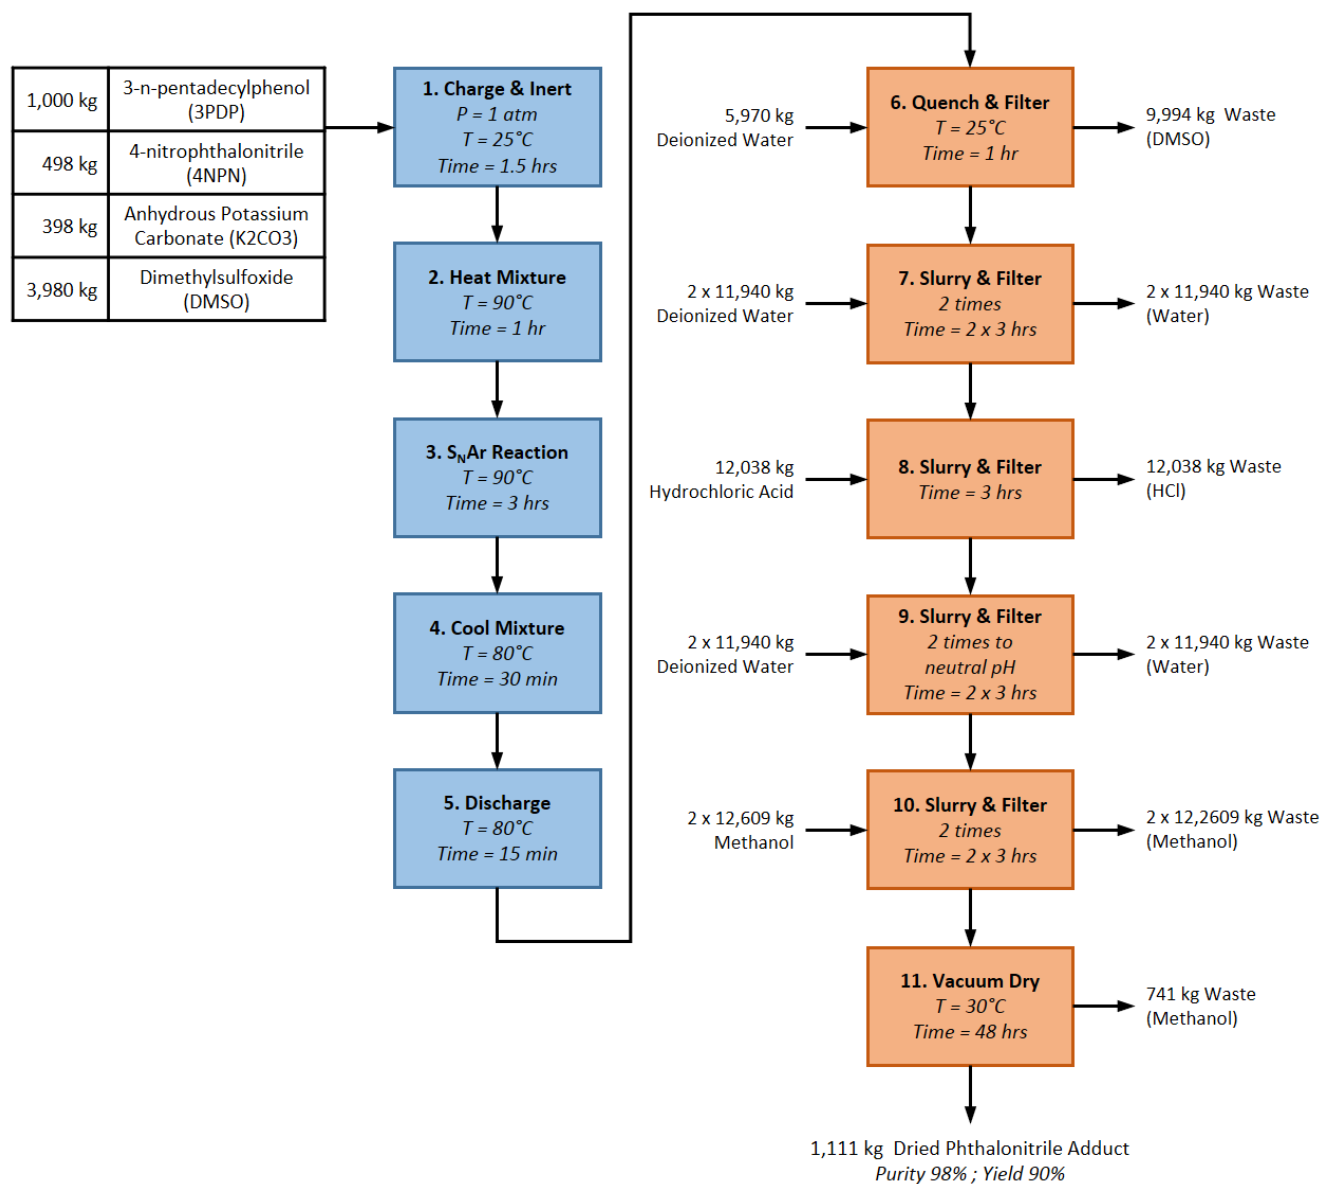 1,000 kg
3-n-pentadecylphenol
(3PDP)
498 kg
4-nitrophthalonitrile
(4NPN)
398 kg
Anhydrous Potassium
Carbonate (K2CO3)
3,980 kg
Dimethylsulfoxide
(DMSO)
1. Charge & Inert
P = 1 atm
T = 25°C
Time = 1.5 hrs
2. Heat Mixture
T = 90°C
Time = 1 hr
3. SNAr Reaction
T = 90°C
Time = 3 hrs
4. Cool Mixture
T = 80°C
Time = 30 min
5. Discharge
T = 80°C
Time = 15 min
5,970 kg
Deionized Water
6. Quench & Filter
T = 25°C
Time = 1 hr
9,994 kg Waste
(DMSO)
2 x 11,940 kg
Deionized Water
7. Slurry & Filter
2 times
Time = 2 x 3 hrs
2 x 11,940 kg Waste
(Water)
12,038 kg
Hydrochloric Acid
8. Slurry & Filter
Time = 3 hrs
12,038 kg Waste
(HCl)
2 x 11,940 kg
Deionized Water
9. Slurry & Filter
2 times to
neutral pH
Time = 2 x 3 hrs
2 x 11,940 kg Waste
(Water)
2 x 12,609 kg
Methanol
10. Slurry & Filter
2 times
Time = 2 x 3 hrs
2 x 12,2609 kg Waste
(Methanol)
11. Vacuum Dry
T = 30°C
Time = 48 hrs
741 kg Waste
(Methanol)
1,111 kg Dried Phthalonitrile Adduct
Purity 98% ; Yield 90%